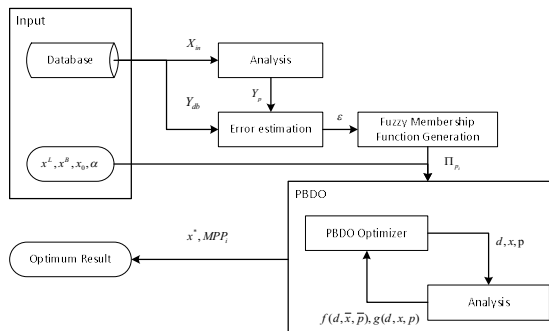 Input
Database
X_in
Analysis
Y_db
Y_p
Error estimation
ε
Fuzzy Membership
Function Generation
x^L, x^B, x_0, α
Π_{p_i}
PBDO
PBDO Optimizer
d, x, p
Analysis
f(d, x̅, p̅), g(d, x, p)
x^*, MPP_i
Optimum Result